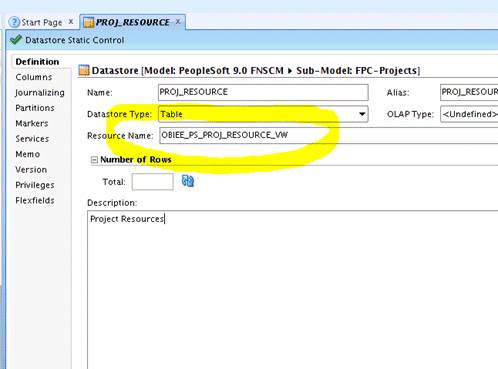 Start Page x PROJ_RESOURCE x
Datastore Static Control
Definition
Columns
Journalizing
Partitions
Markers
Services
Memo
Version
Privileges
Flexfields
Datastore [Model: PeopleSoft 9.0 FNSCM ▸ Sub-Model: FPC-Projects]
Name: PROJ_RESOURCE Alias: PROJ_RESOUR
Datastore Type: Table OLAP Type: <Undefined>
Resource Name: OBIEE_PS_PROJ_RESOURCE_VW
Number of Rows
Total:
Description:
Project Resources